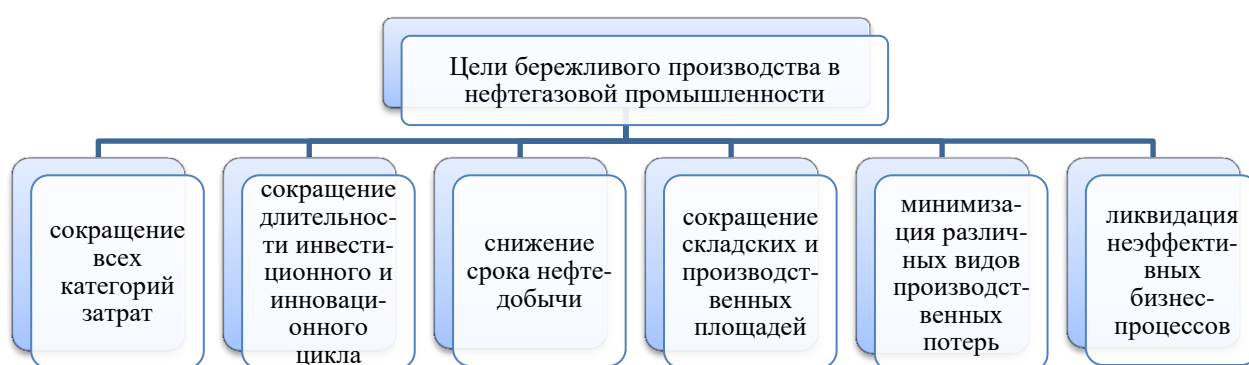 Цели бережливого производства в
нефтегазовой промышленности
сокращение
всех
категорий
затрат
сокращение
длительнос-
ти инвести-
ционного и
инноваци-
онного
цикла
снижение
срока нефте-
добычи
сокращение
складских и
производст-
венных
площадей
минимиза-
ция различ-
ных видов
производст-
венных
потерь
ликвидация
неэффекти-
вных
бизнес-
процессов